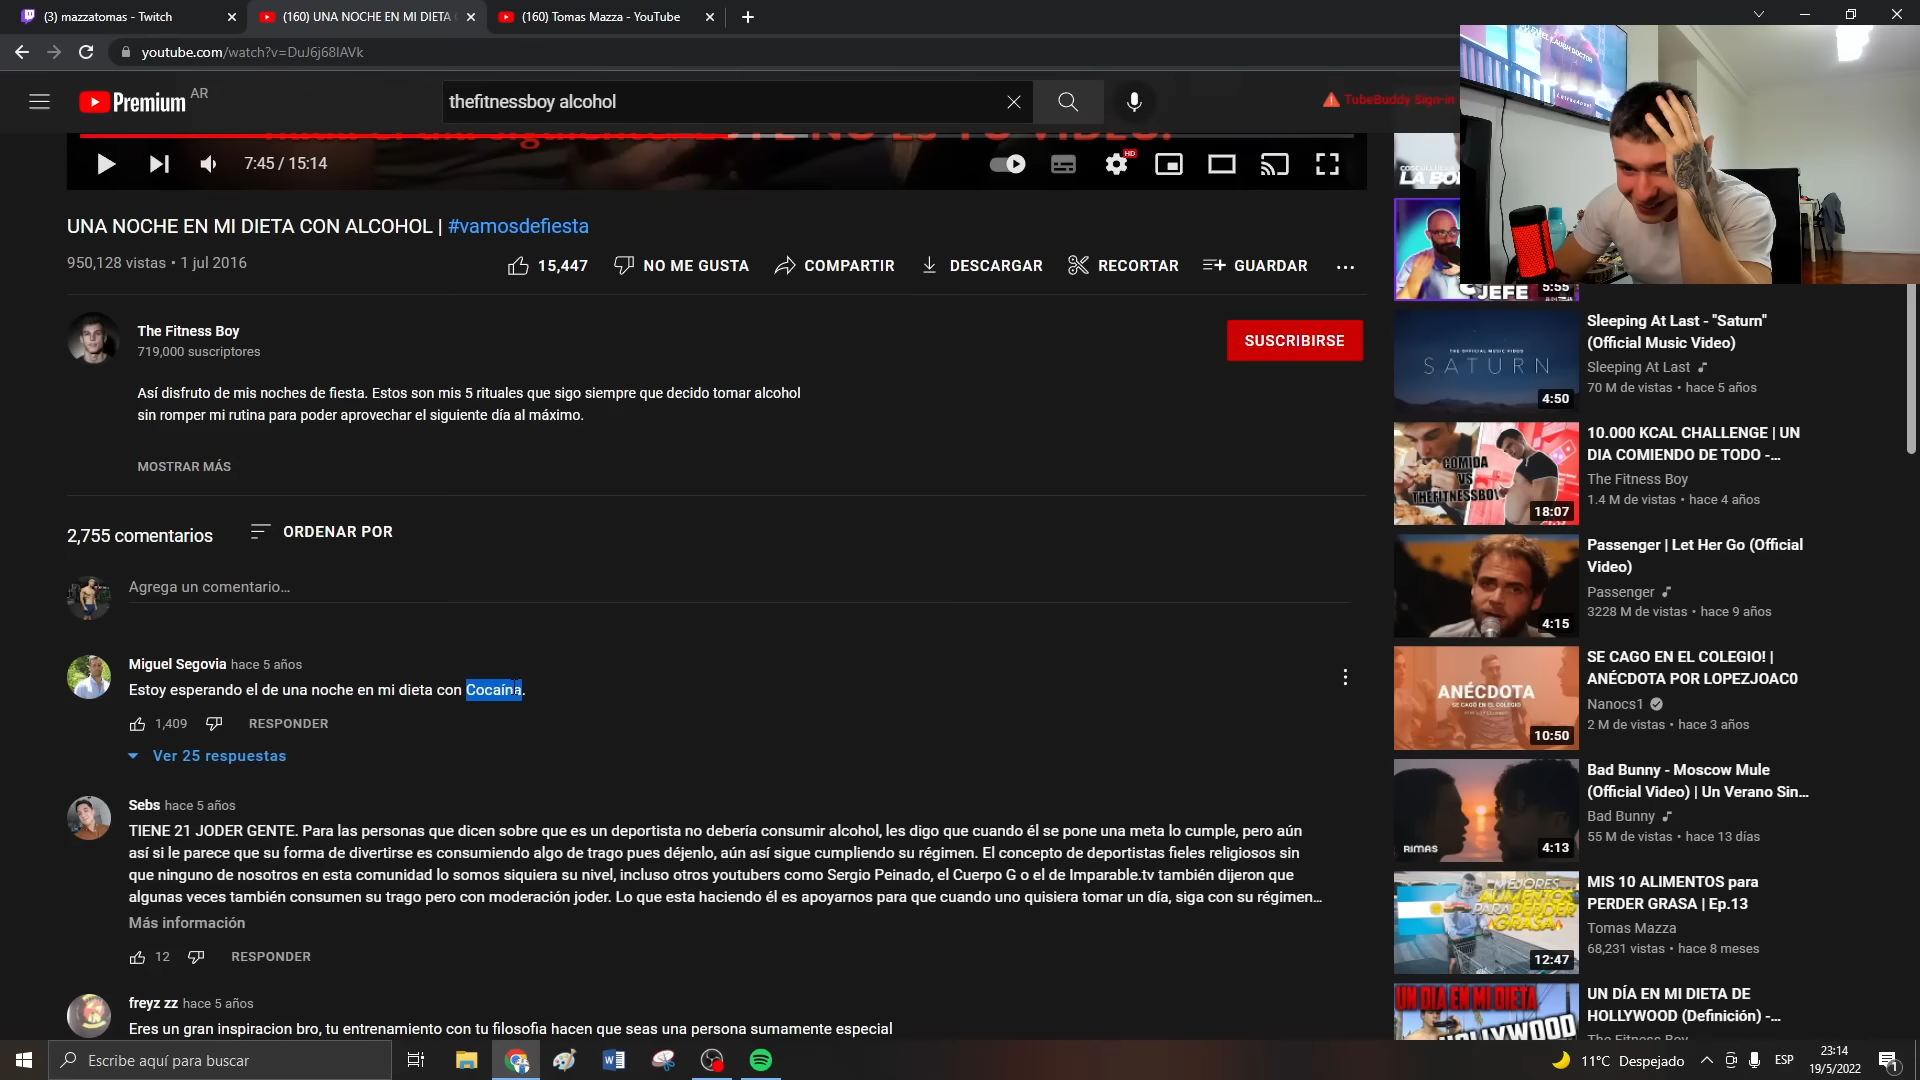 (3) mazzatomas - Twitch
(160) UNA NOCHE EN MI DIETA C
(160) Tomas Mazza - YouTube
youtube.com/watch?v=DuJ6j68IAVk
Premium AR
thefitnessboy alcohol
TubeBuddy Sign-in
7:45 / 15:14
HD
UNA NOCHE EN MI DIETA CON ALCOHOL | #vamosdefiesta
950,128 vistas • 1 jul 2016
15,447
NO ME GUSTA
COMPARTIR
DESCARGAR
RECORTAR
GUARDAR
The Fitness Boy
719,000 suscriptores
SUSCRIBIRSE
Así disfruto de mis noches de fiesta. Estos son mis 5 rituales que sigo siempre que decido tomar alcohol
sin romper mi rutina para poder aprovechar el siguiente día al máximo.
MOSTRAR MÁS
2,755 comentarios
ORDENAR POR
Agrega un comentario...
Miguel Segovia hace 5 años
Estoy esperando el de una noche en mi dieta con Cocaína.
1,409
RESPONDER
Ver 25 respuestas
Sebs hace 5 años
TIENE 21 JODER GENTE. Para las personas que dicen sobre que es un deportista no debería consumir alcohol, les digo que cuando él se pone una meta lo cumple, pero aún
así si le parece que su forma de divertirse es consumiendo algo de trago pues déjenlo, aún así sigue cumpliendo su régimen. El concepto de deportistas fieles religiosos sin
que ninguno de nosotros en esta comunidad lo somos siquiera su nivel, incluso otros youtubers como Sergio Peinado, el Cuerpo G o el de Imparable.tv también dijeron que
algunas veces también consumen su trago pero con moderación joder. Lo que esta haciendo él es apoyarnos para que cuando uno quisiera tomar un día, siga con su régimen...
Más información
12
RESPONDER
freyz zz hace 5 años
Eres un gran inspiracion bro, tu entrenamiento con tu filosofia hacen que seas una persona sumamente especial
LA BO
JEFE
5:55
THE OFFICIAL MUSIC VIDEO
SATURN
4:50
Sleeping At Last - "Saturn"
(Official Music Video)
Sleeping At Last
70 M de vistas • hace 5 años
COMIDA
VS
THEFITNESSBOY
18:07
10.000 KCAL CHALLENGE | UN
DIA COMIENDO DE TODO -...
The Fitness Boy
1.4 M de vistas • hace 4 años
4:15
Passenger | Let Her Go (Official
Video)
Passenger
3228 M de vistas • hace 9 años
ANÉCDOTA
SE CAGÓ EN EL COLEGIO
10:50
SE CAGO EN EL COLEGIO! |
ANÉCDOTA POR LOPEZJOAC0
Nanocs1
2 M de vistas • hace 3 años
RIMAS
4:13
Bad Bunny - Moscow Mule
(Official Video) | Un Verano Sin...
Bad Bunny
55 M de vistas • hace 13 días
MEJORES
ALIMENTOS
PARA PERDER
GRASA
12:47
MIS 10 ALIMENTOS para
PERDER GRASA | Ep.13
Tomas Mazza
68,231 vistas • hace 8 meses
UN DIA EN MI DIETA
HOLLYWOOD
UN DÍA EN MI DIETA DE
HOLLYWOOD (Definición) -...
The Fitness Boy
Escribe aquí para buscar
11°C Despejado
ESP
23:14
19/5/2022
1